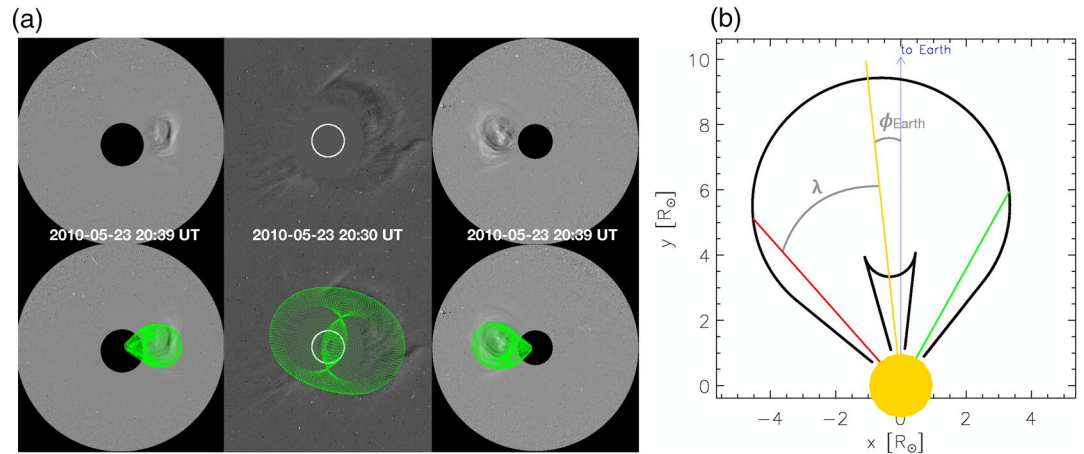 (a)
(b)
2010-05-23 20:39 UT
2010-05-23 20:30 UT
2010-05-23 20:39 UT
to Earth
ϕEarth
λ
10
8
6
4
2
0
y [R☉]
−4
−2
0
2
4
x [R☉]